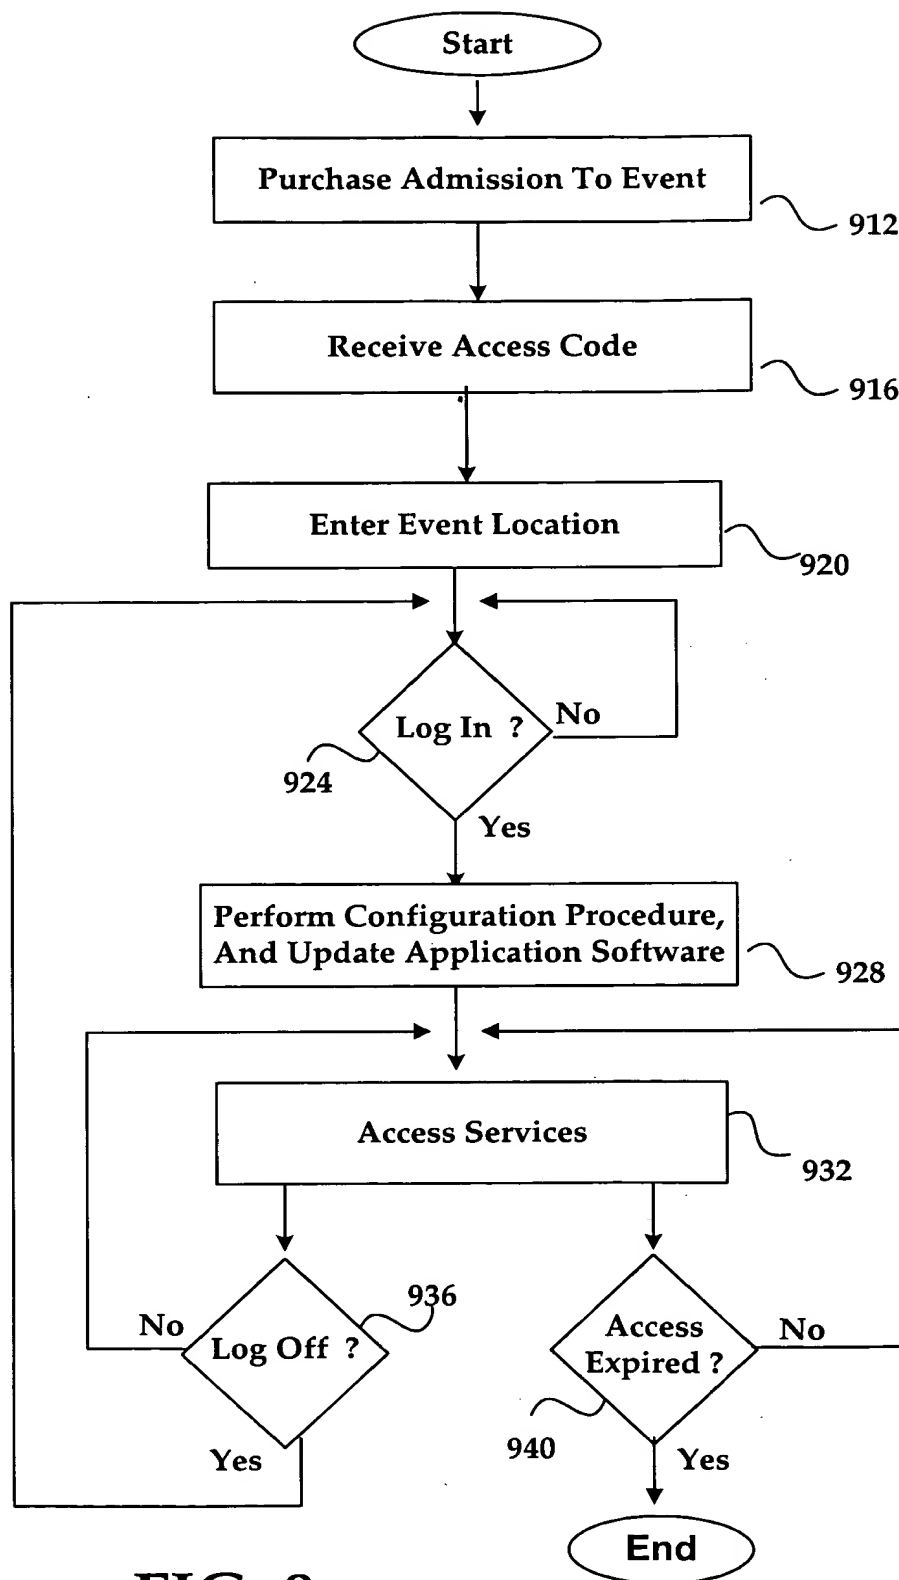 Start
Purchase Admission To Event
912
Receive Access Code
916
Enter Event Location
920
Log In ?
No
924
Yes
Perform Configuration Procedure,
And Update Application Software
928
Access Services
932
936
No
Log Off ?
Access
Expired ?
No
940
Yes
Yes
End